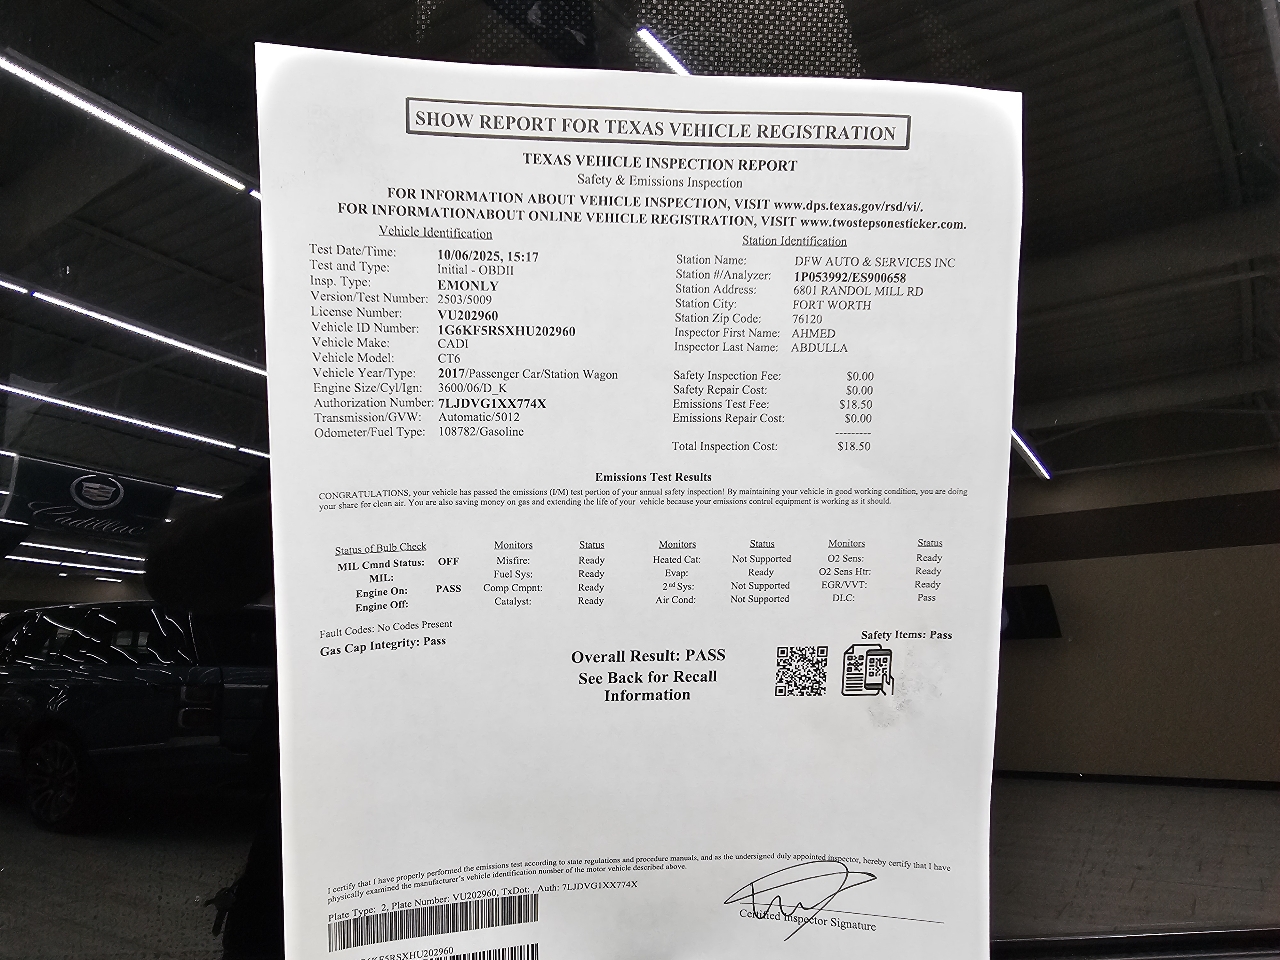 SHOW REPORT FOR TEXAS VEHICLE REGISTRATION
TEXAS VEHICLE INSPECTION REPORT
Safety & Emissions Inspection
FOR INFORMATION ABOUT VEHICLE INSPECTION, VISIT www.dps.texas.gov/rsd/vi/.
FOR INFORMATIONABOUT ONLINE VEHICLE REGISTRATION, VISIT www.twostepsonesticker.com.
Vehicle Identification
Test Date/Time: 10/06/2025, 15:17
Test and Type: Initial - OBDII
Insp. Type: EMONLY
Version/Test Number: 2503/5009
License Number: VU202960
Vehicle ID Number: 1G6KF5RSXHU202960
Vehicle Make: CADI
Vehicle Model: CT6
Vehicle Year/Type: 2017/Passenger Car/Station Wagon
Engine Size/Cyl/Ign: 3600/06/D_K
Authorization Number: 7LJDVG1XX774X
Transmission/GVW: Automatic/5012
Odometer/Fuel Type: 108782/Gasoline
Station Identification
Station Name: DFW AUTO & SERVICES INC
Station #/Analyzer: 1P053992/ES900658
Station Address: 6801 RANDOL MILL RD
Station City: FORT WORTH
Station Zip Code: 76120
Inspector First Name: AHMED
Inspector Last Name: ABDULLA
Safety Inspection Fee: $0.00
Safety Repair Cost: $0.00
Emissions Test Fee: $18.50
Emissions Repair Cost: $0.00
---------
Total Inspection Cost: $18.50
Emissions Test Results
CONGRATULATIONS, your vehicle has passed the emissions (I/M) test portion of your annual safety inspection! By maintaining your vehicle in good working condition, you are doing
your share for clean air. You are also saving money on gas and extending the life of your vehicle because your emissions control equipment is working as it should.
Status of Bulb Check Monitors Status Monitors Status Monitors Status
MIL Cmnd Status: OFF Misfire: Ready Heated Cat: Not Supported O2 Sens: Ready
MIL: Fuel Sys: Ready Evap: Ready O2 Sens Htr: Ready
Engine On: PASS Comp Cmpnt: Ready 2nd Sys: Not Supported EGR/VVT: Ready
Engine Off: Catalyst: Ready Air Cond: Not Supported DLC: Pass
Fault Codes: No Codes Present
Gas Cap Integrity: Pass
Safety Items: Pass
Overall Result: PASS
See Back for Recall
Information
I certify that I have properly performed the emissions test according to state regulations and procedure manuals, and as the undersigned duly appointed inspector, hereby certify that I have
physically examined the manufacturer's vehicle identification number of the motor vehicle described above.
Plate Type: 2, Plate Number: VU202960, TxDot: , Auth: 7LJDVG1XX774X
Certified Inspector Signature
Cadillac